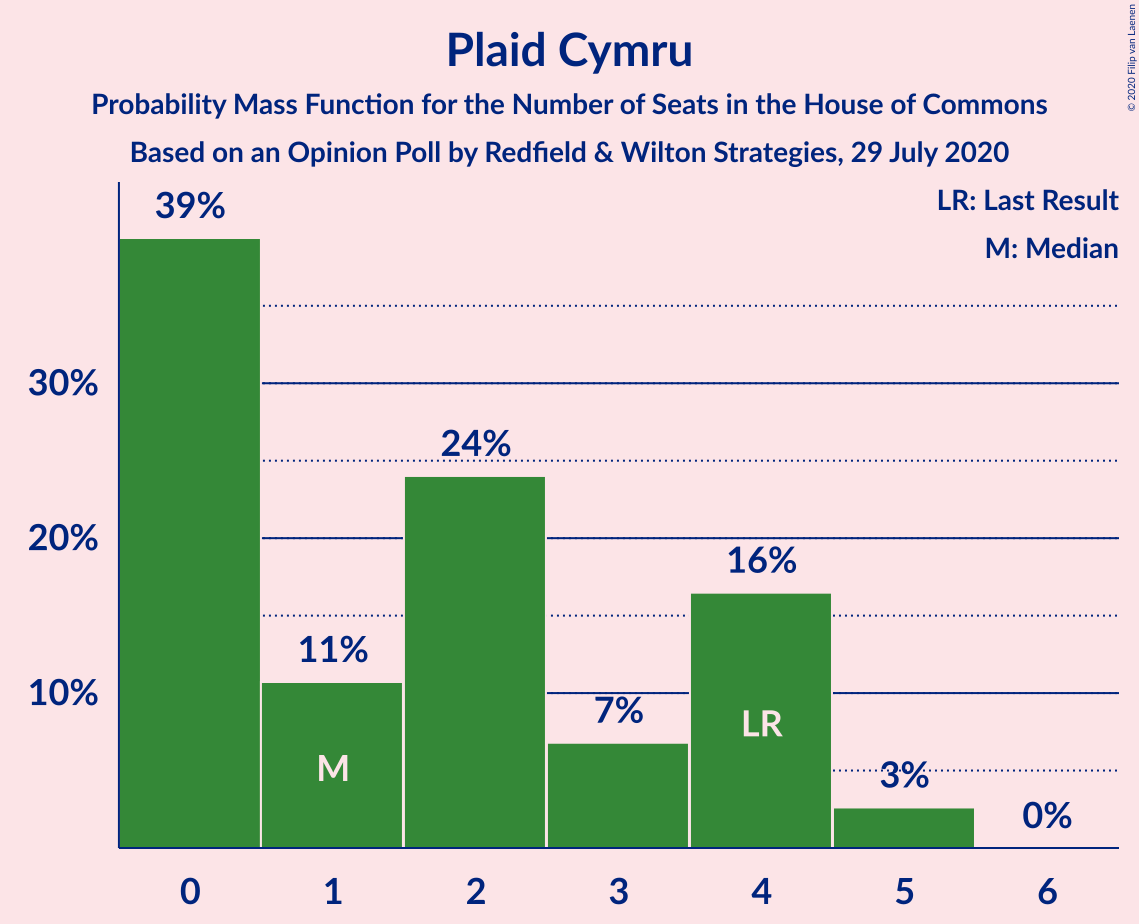 Plaid Cymru
Probability Mass Function for the Number of Seats in the House of Commons
Based on an Opinion Poll by Redfield & Wilton Strategies, 29 July 2020
© 2020 Filip van Laenen
LR: Last Result
M: Median
39%
30%
24%
20%
16%
11%
10%
7%
LR
M
3%
0%
0 1 2 3 4 5 6